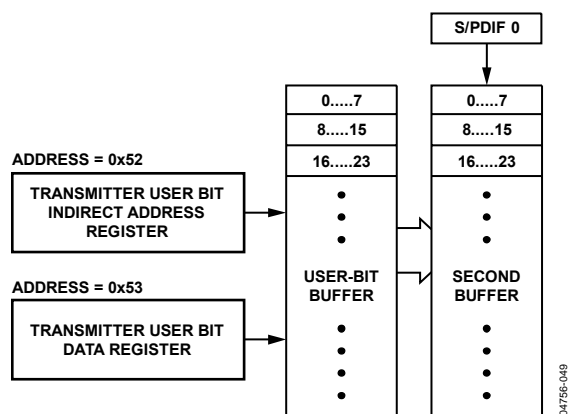 S/PDIF 0
0.....7
0.....7
8.....15
8.....15
16.....23
16.....23
ADDRESS = 0x52
TRANSMITTER USER BIT
INDIRECT ADDRESS
REGISTER
USER-BIT
BUFFER
SECOND
BUFFER
ADDRESS = 0x53
TRANSMITTER USER BIT
DATA REGISTER
04756-049